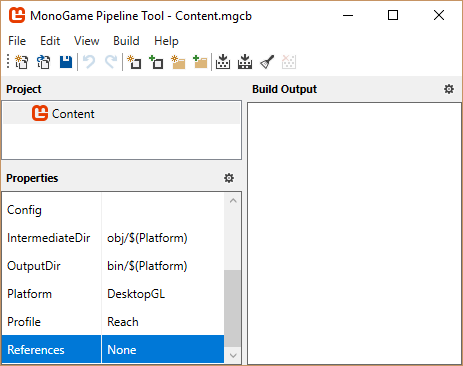 MonoGame Pipeline Tool - Content.mgcb
File Edit View Build Help
Project
Content
Properties
Config
IntermediateDir obj/$(Platform)
OutputDir bin/$(Platform)
Platform DesktopGL
Profile Reach
References None
Build Output